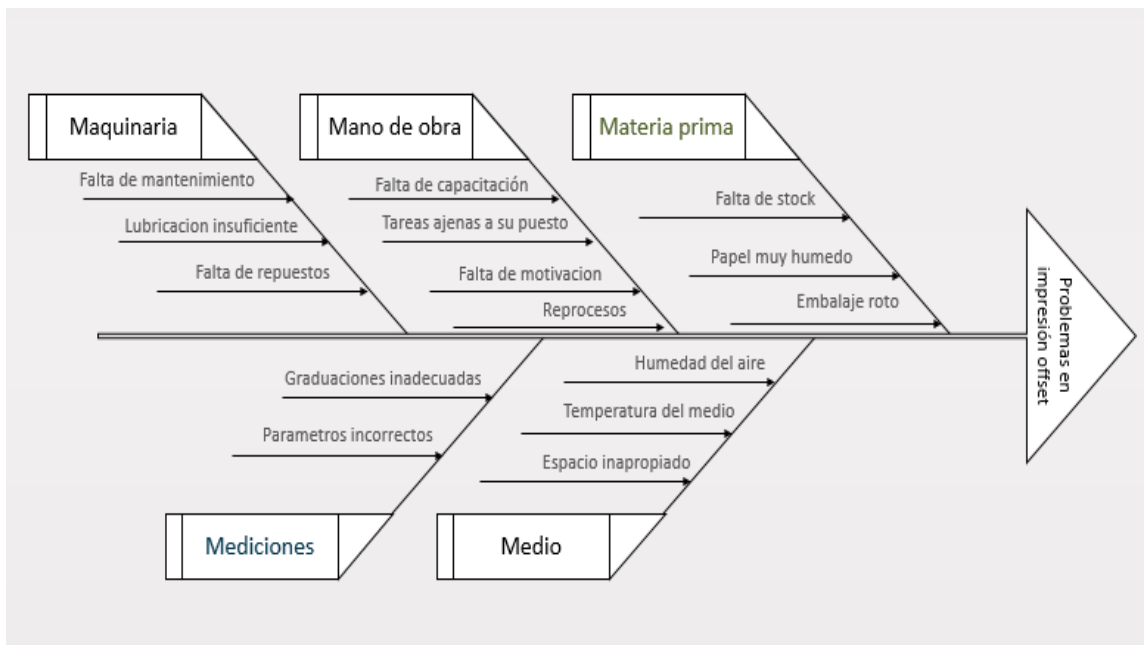 Maquinaria
Mano de obra
Materia prima
Falta de mantenimiento
Lubricacion insuficiente
Falta de repuestos
Falta de capacitación
Tareas ajenas a su puesto
Falta de motivacion
Reprocesos
Falta de stock
Papel muy humedo
Embalaje roto
Problemas en
impresión offset
Graduaciones inadecuadas
Parametros incorrectos
Humedad del aire
Temperatura del medio
Espacio inapropiado
Mediciones
Medio